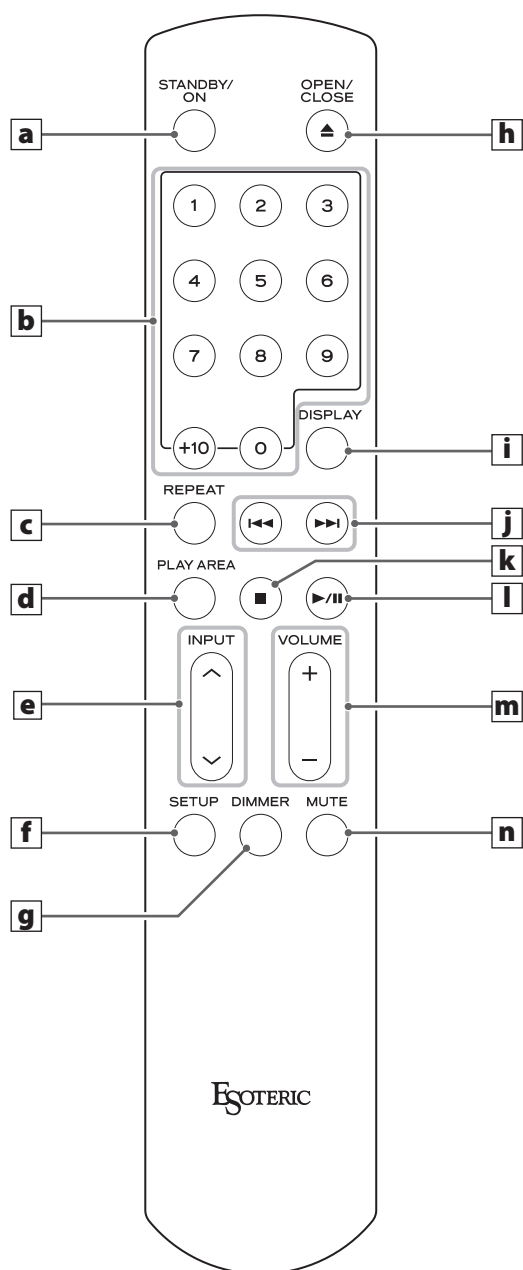 STANDBY/
ON
OPEN/
CLOSE
a
h
1 2 3
4 5 6
b
7 8 9
DISPLAY
+10 0
i
REPEAT
c
j
k
PLAY AREA
d
l
INPUT VOLUME
+
e
m
−
SETUP DIMMER MUTE
f
n
g
ESOTERIC